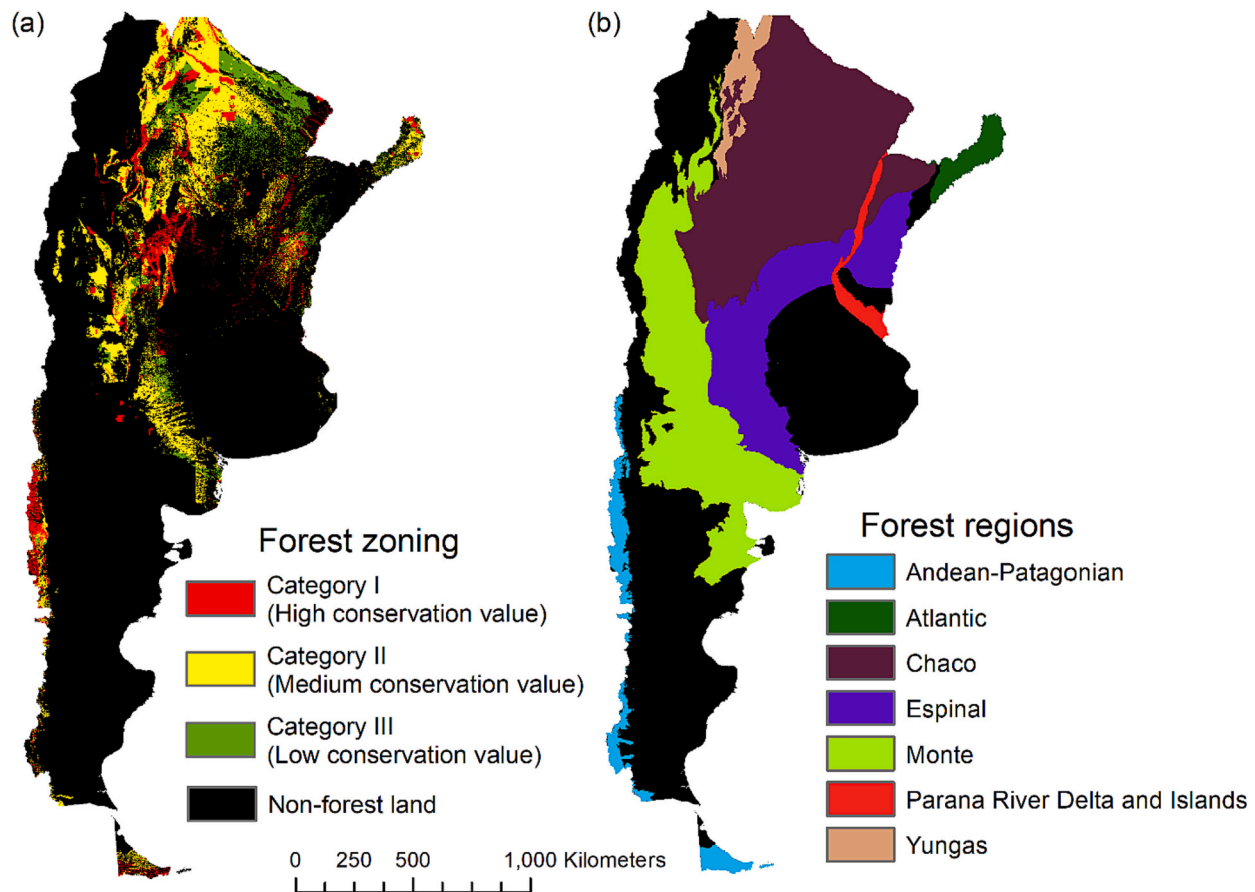 (a)
(b)
Forest zoning
Category I
(High conservation value)
Category II
(Medium conservation value)
Category III
(Low conservation value)
Non-forest land
0 250 500 1,000 Kilometers
Forest regions
Andean-Patagonian
Atlantic
Chaco
Espinal
Monte
Parana River Delta and Islands
Yungas